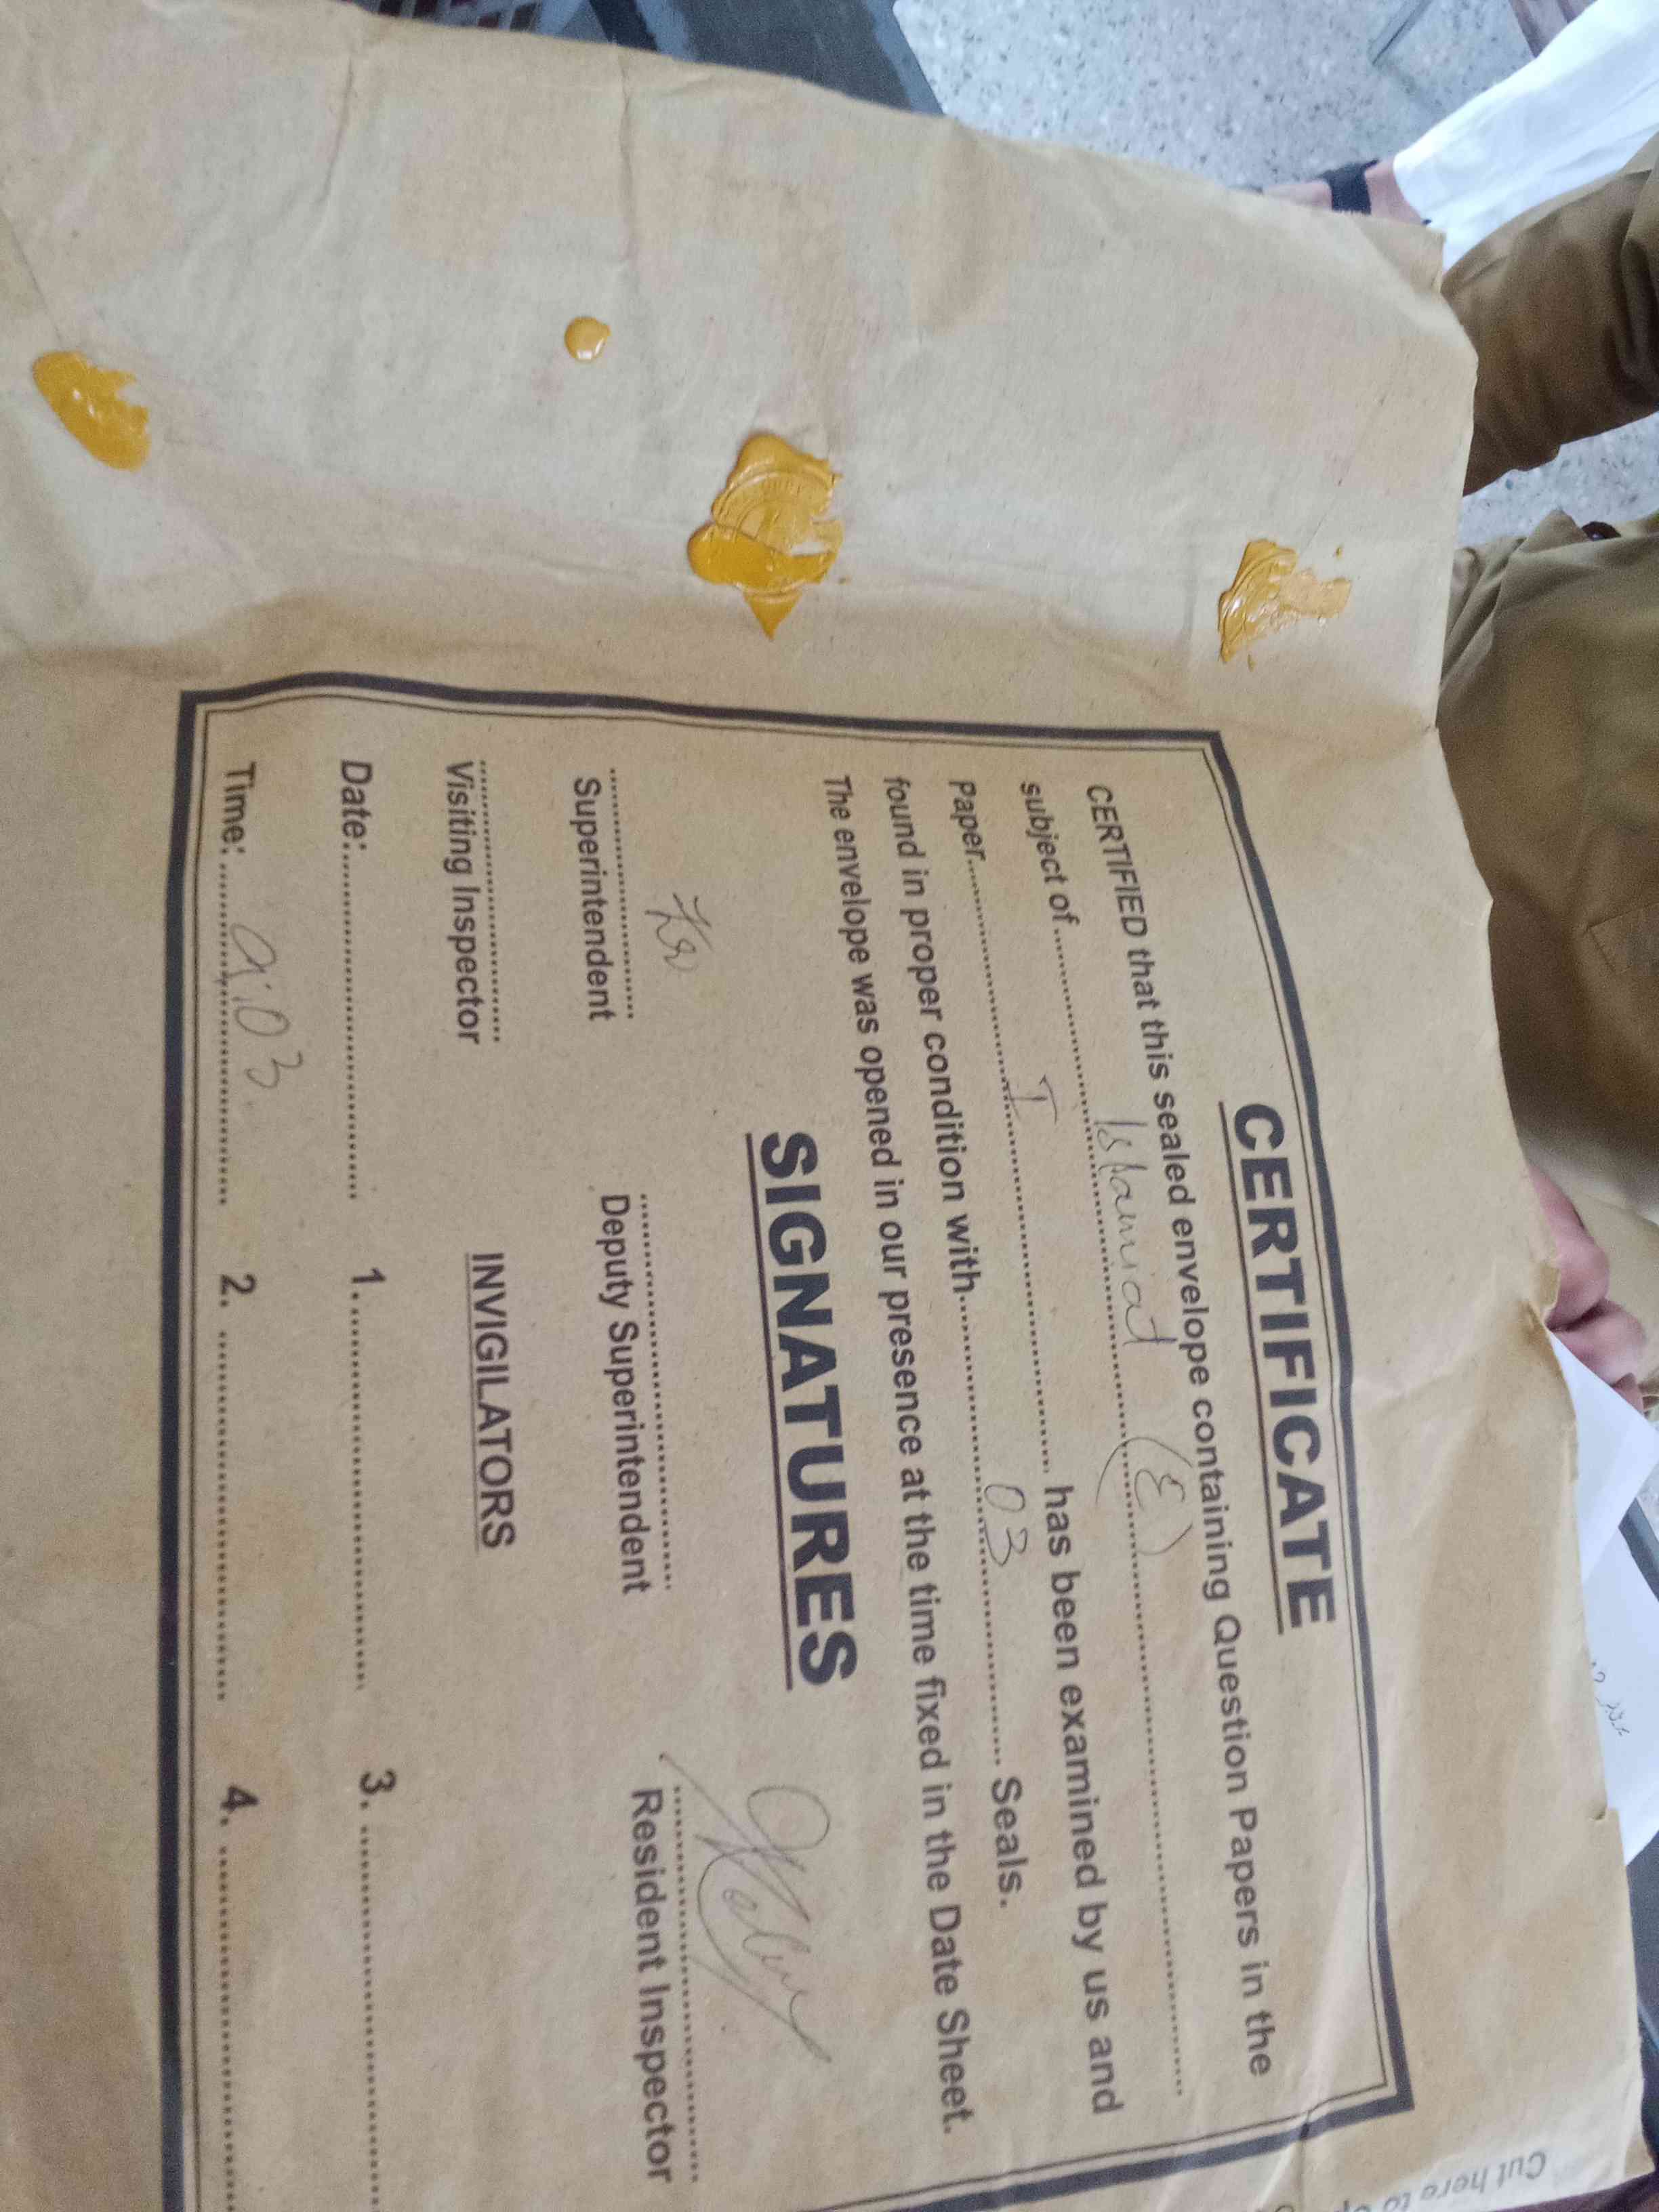 CERTIFICATE
CERTIFIED that this sealed envelope containing Question Papers in the
subject of Islamiat (E)
Paper I has been examined by us and
found in proper condition with 03 Seals.
The envelope was opened in our presence at the time fixed in the Date Sheet.
SIGNATURES
Superintendent Deputy Superintendent Resident Inspector
Visiting Inspector INVIGILATORS
Date: 1. 3.
Time: 9:03 2. 4.
Cut here to